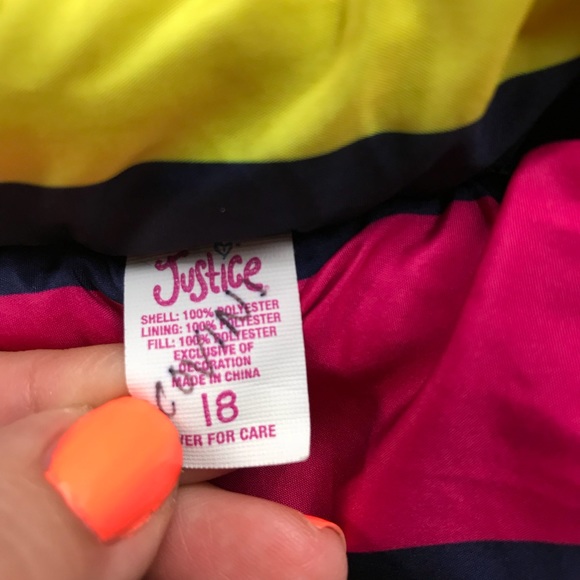 Justice
SHELL: 100% POLYESTER
LINING: 100% POLYESTER
FILL: 100% POLYESTER
EXCLUSIVE OF
DECORATION
MADE IN CHINA
18
VER FOR CARE